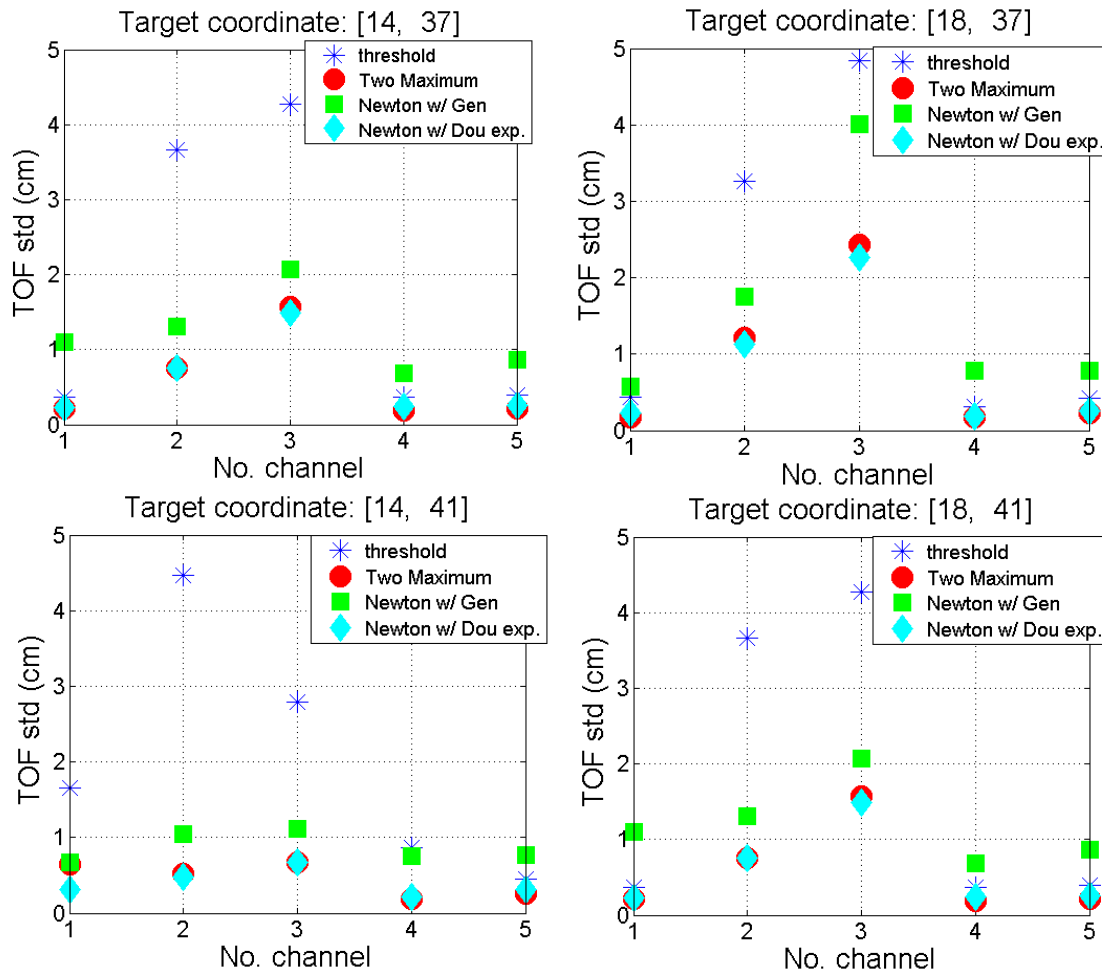 Target coordinate: [14, 37]
5
4
3
2
1
0
TOF std (cm)
threshold
Two Maximum
Newton w/ Gen
Newton w/ Dou exp.
1 2 3 4 5
No. channel
Target coordinate: [18, 37]
5
4
3
2
1
0
TOF std (cm)
threshold
Two Maximum
Newton w/ Gen
Newton w/ Dou exp.
1 2 3 4 5
No. channel
Target coordinate: [14, 41]
5
4
3
2
1
0
TOF std (cm)
threshold
Two Maximum
Newton w/ Gen
Newton w/ Dou exp.
1 2 3 4 5
No. channel
Target coordinate: [18, 41]
5
4
3
2
1
0
TOF std (cm)
threshold
Two Maximum
Newton w/ Gen
Newton w/ Dou exp.
1 2 3 4 5
No. channel